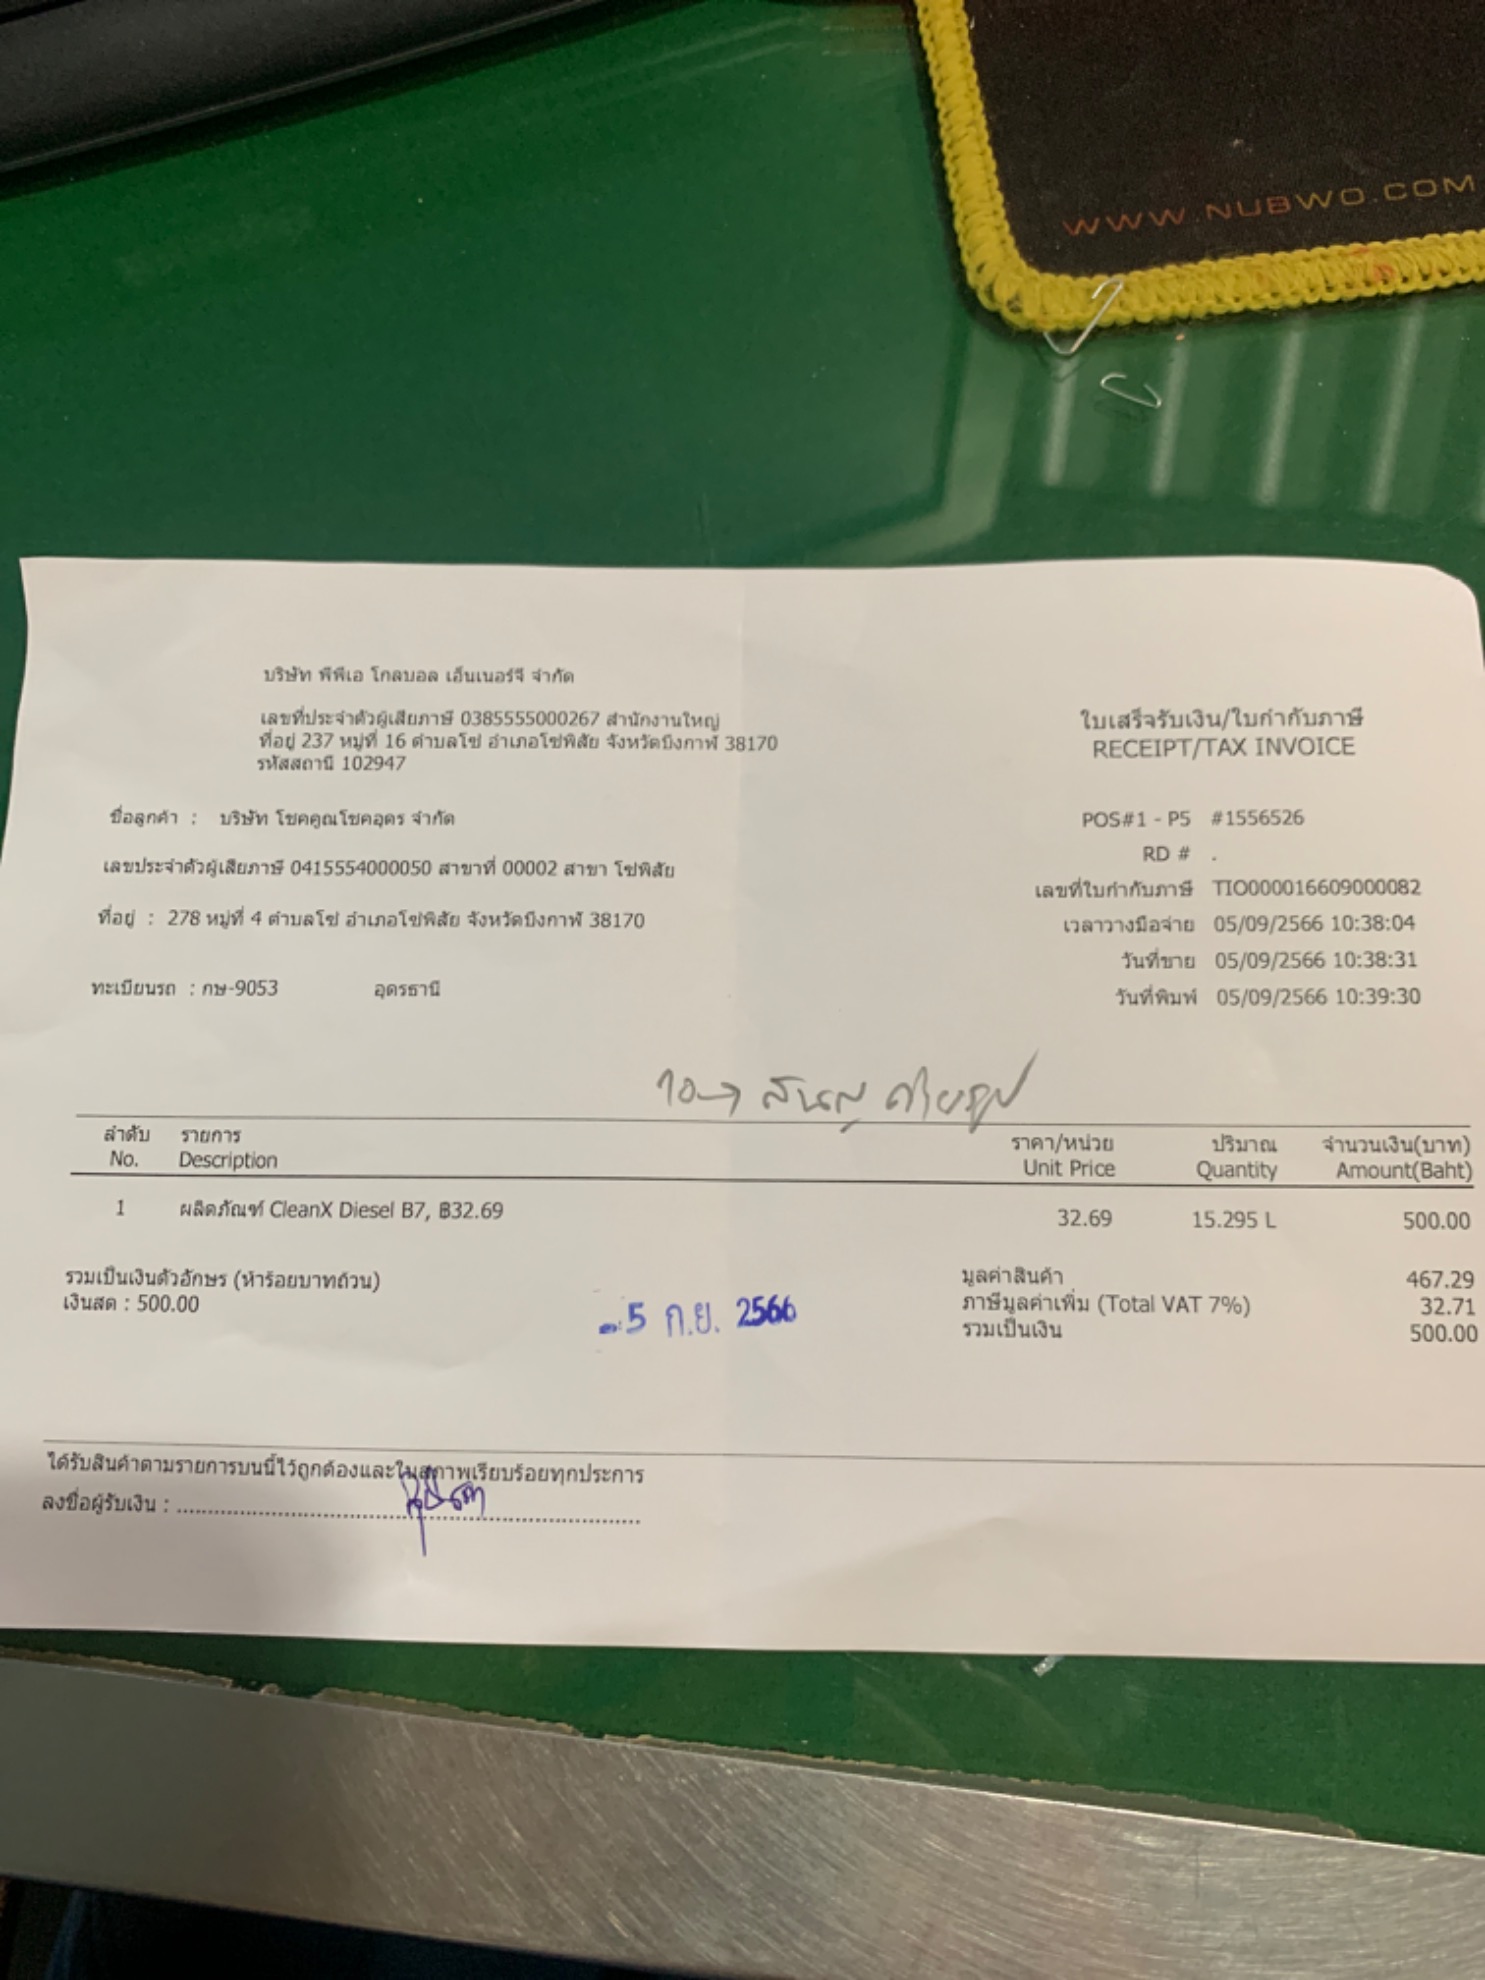 WWW.NUBWO.COM
บริษัท พีพีเอ โกลบอล เอ็นเนอร์จี จำกัด
เลขที่ประจำตัวผู้เสียภาษี 0385555000267 สำนักงานใหญ่
ที่อยู่ 237 หมู่ที่ 16 ตำบลโซ่ อำเภอโซ่พิสัย จังหวัดบึงกาฬ 38170
รหัสสถานี 102947
ใบเสร็จรับเงิน/ใบกำกับภาษี
RECEIPT/TAX INVOICE
ชื่อลูกค้า : บริษัท โชคคูณโชคอุดร จำกัด
เลขประจำตัวผู้เสียภาษี 0415554000050 สาขาที่ 00002 สาขา โซ่พิสัย
ที่อยู่ : 278 หมู่ที่ 4 ตำบลโซ่ อำเภอโซ่พิสัย จังหวัดบึงกาฬ 38170
ทะเบียนรถ : กษ-9053 อุดรธานี
POS#1 - P5 #1556526
RD # .
เลขที่ใบกำกับภาษี TIO000016609000082
เวลาวางมือจ่าย 05/09/2566 10:38:04
วันที่ขาย 05/09/2566 10:38:31
วันที่พิมพ์ 05/09/2566 10:39:30
ลำดับ รายการ ราคา/หน่วย ปริมาณ จำนวนเงิน(บาท)
No. Description Unit Price Quantity Amount(Baht)
1 ผลิตภัณฑ์ CleanX Diesel B7, ฿32.69 32.69 15.295 L 500.00
รวมเป็นเงินตัวอักษร (ห้าร้อยบาทถ้วน)
เงินสด : 500.00
-5 ก.ย. 2566
มูลค่าสินค้า 467.29
ภาษีมูลค่าเพิ่ม (Total VAT 7%) 32.71
รวมเป็นเงิน 500.00
ได้รับสินค้าตามรายการบนนี้ไว้ถูกต้องและในสภาพเรียบร้อยทุกประการ
ลงชื่อผู้รับเงิน :